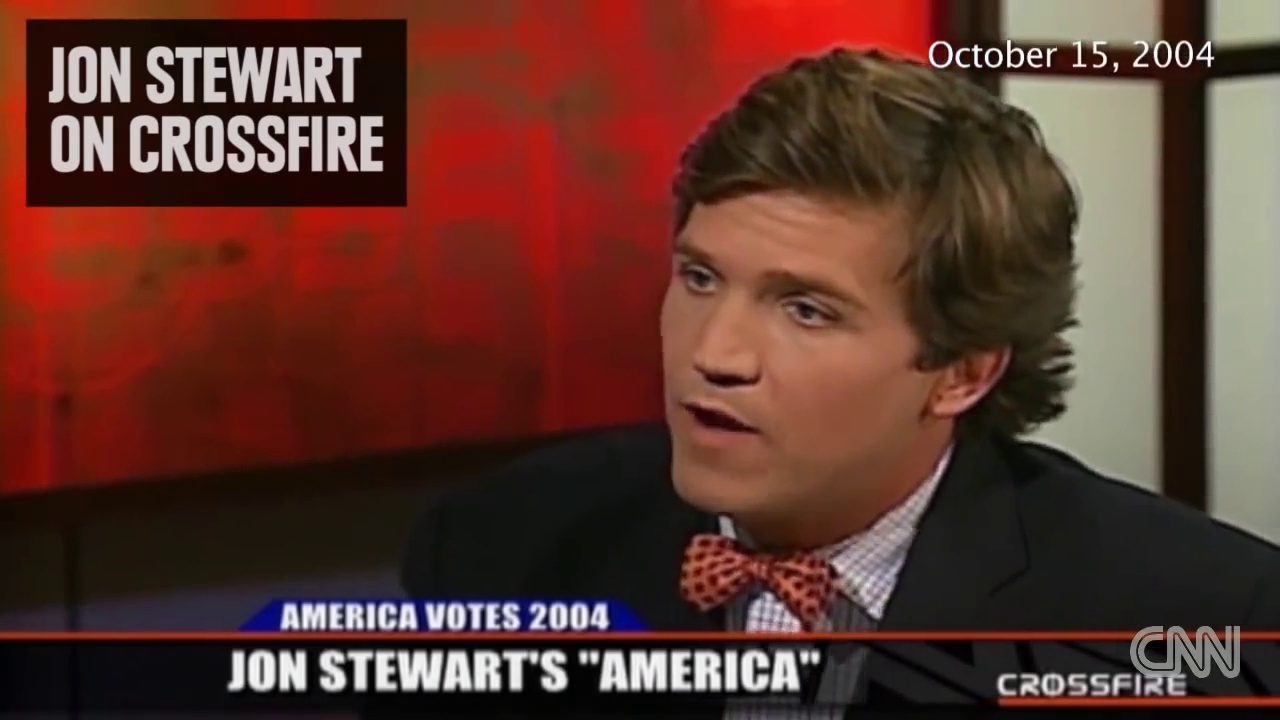 JON STEWART
ON CROSSFIRE
October 15, 2004
AMERICA VOTES 2004
JON STEWART'S "AMERICA"
CNN
CROSSFIRE